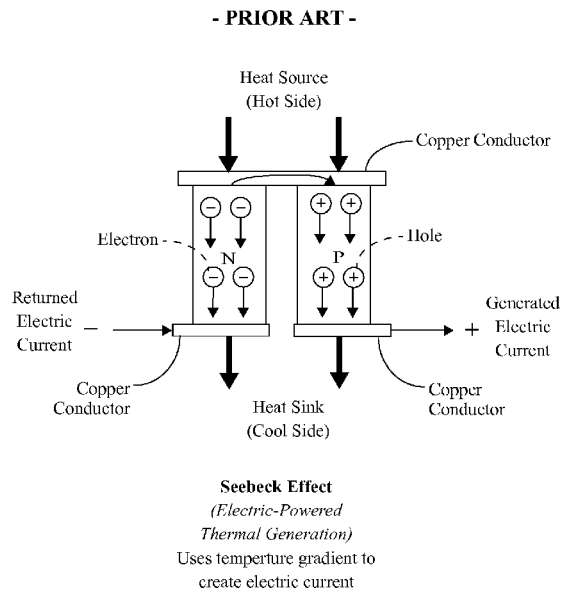 - PRIOR ART -
Heat Source
(Hot Side)
Copper Conductor
Electron
Hole
N
P
Returned
Electric
Current
−
+
Generated
Electric
Current
Copper
Conductor
Heat Sink
(Cool Side)
Copper
Conductor
Seebeck Effect
(Electric-Powered
Thermal Generation)
Uses temperture gradient to
create electric current